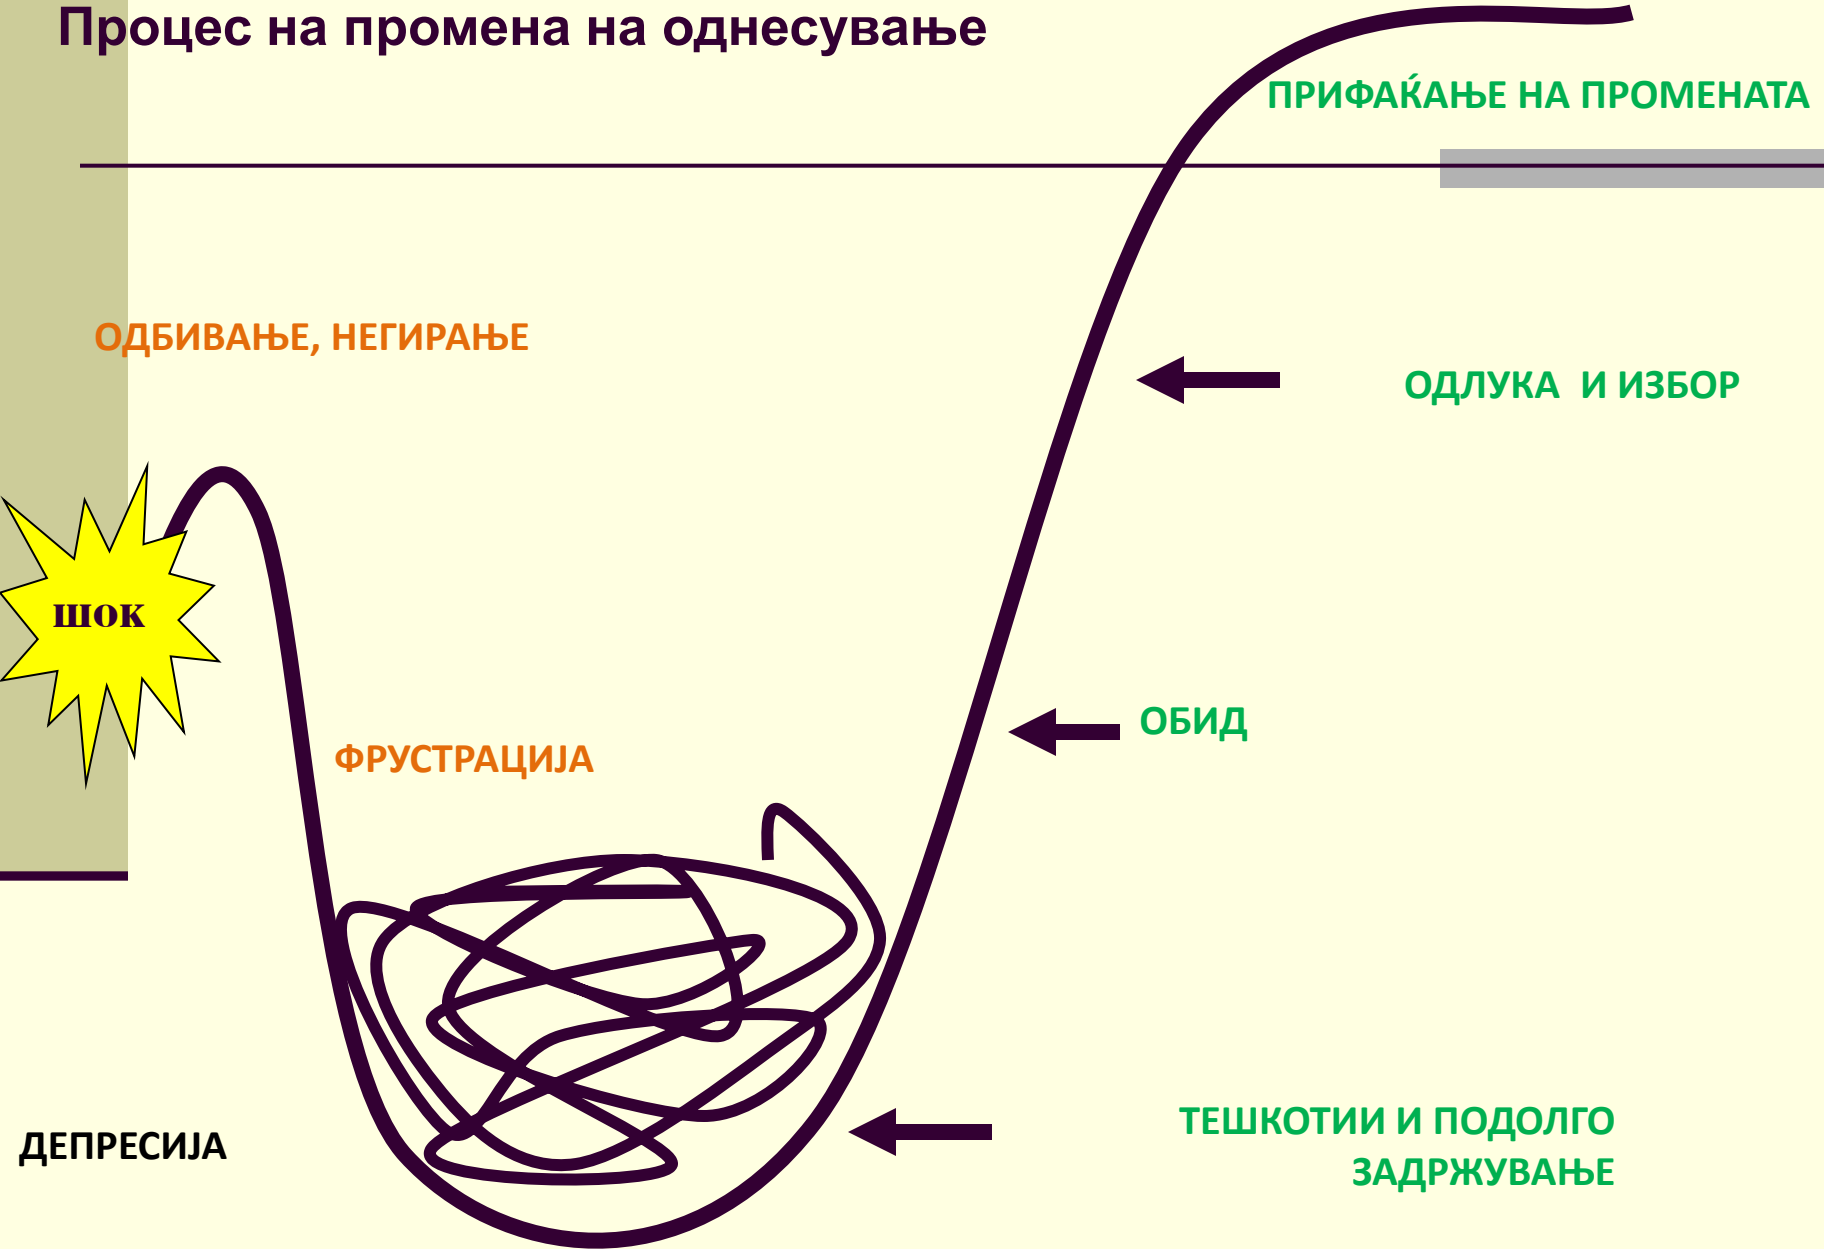 Процес на промена на однесување
ПРИФАЌАЊЕ НА ПРОМЕНАТА
ОДБИВАЊЕ, НЕГИРАЊЕ
ОДЛУКА И ИЗБОР
шок
ОБИД
ФРУСТРАЦИЈА
ДЕПРЕСИЈА
ТЕШКОТИИ И ПОДОЛГО
ЗАДРЖУВАЊЕ